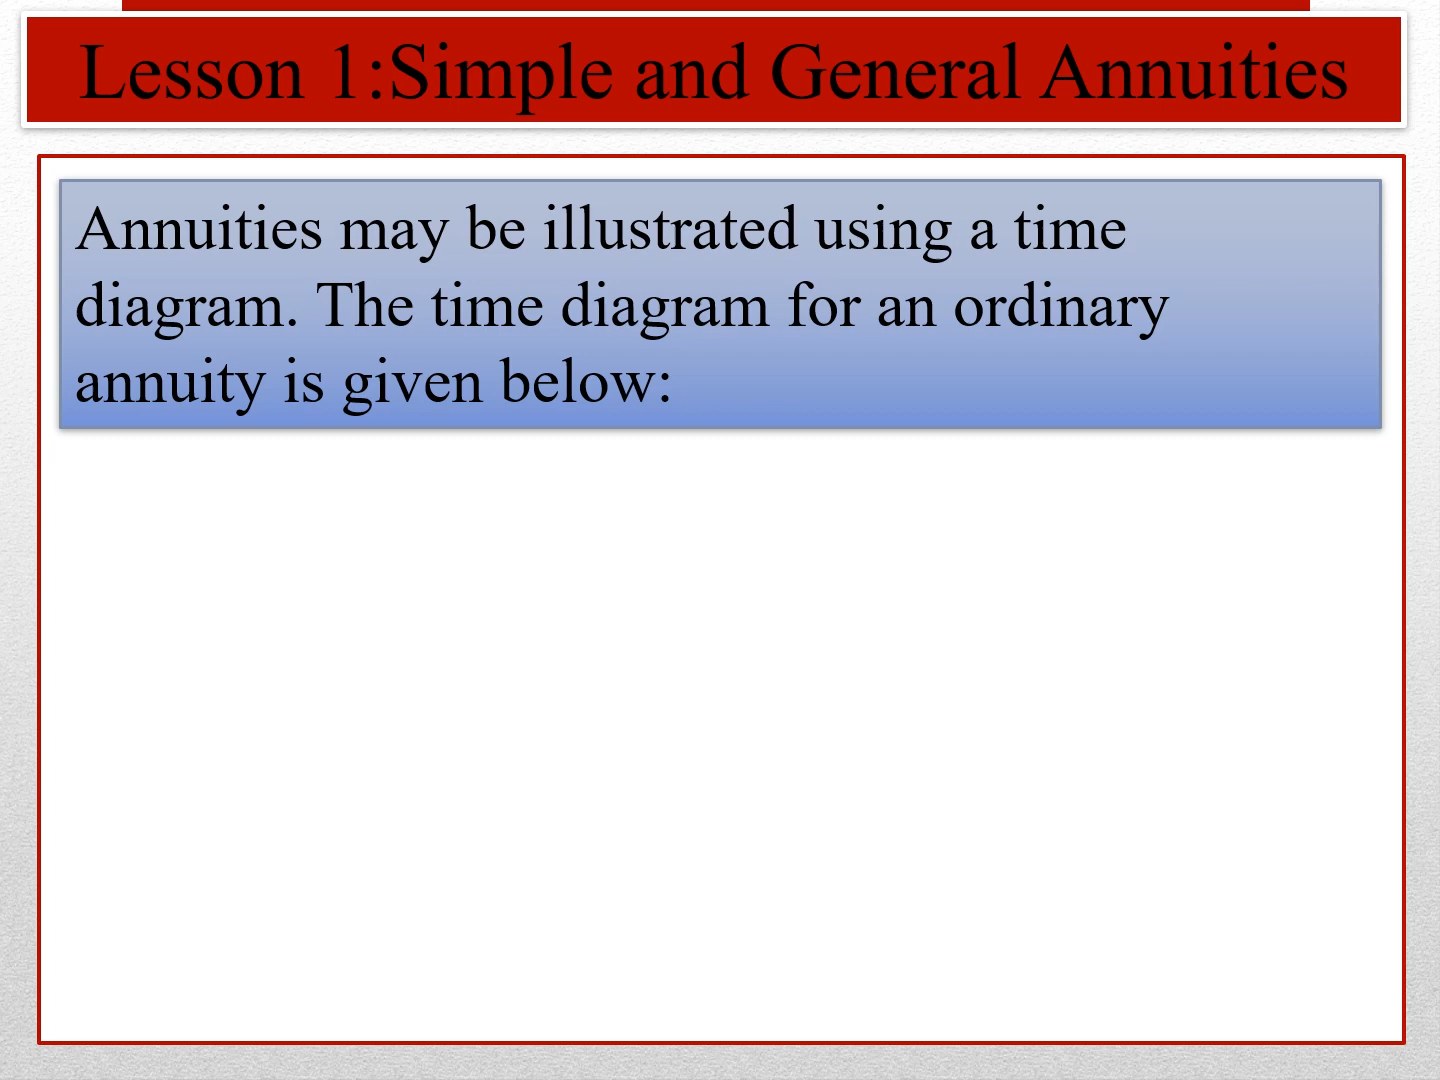 Lesson 1:Simple and General Annuities
Annuities may be illustrated using a time
diagram. The time diagram for an ordinary
annuity is given below: